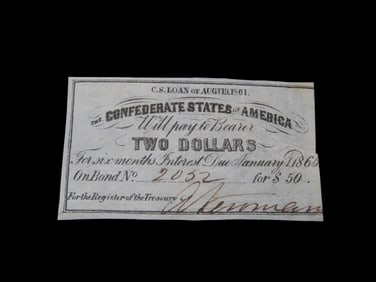 C.S. LOAN OF AUG.T 19, 1861.
THE CONFEDERATE STATES OF AMERICA
Will pay to Bearer
TWO DOLLARS
For six months Interest Due January 1. 186
On Bond No. 2052 for $ 50.
For the Register of the Treasury